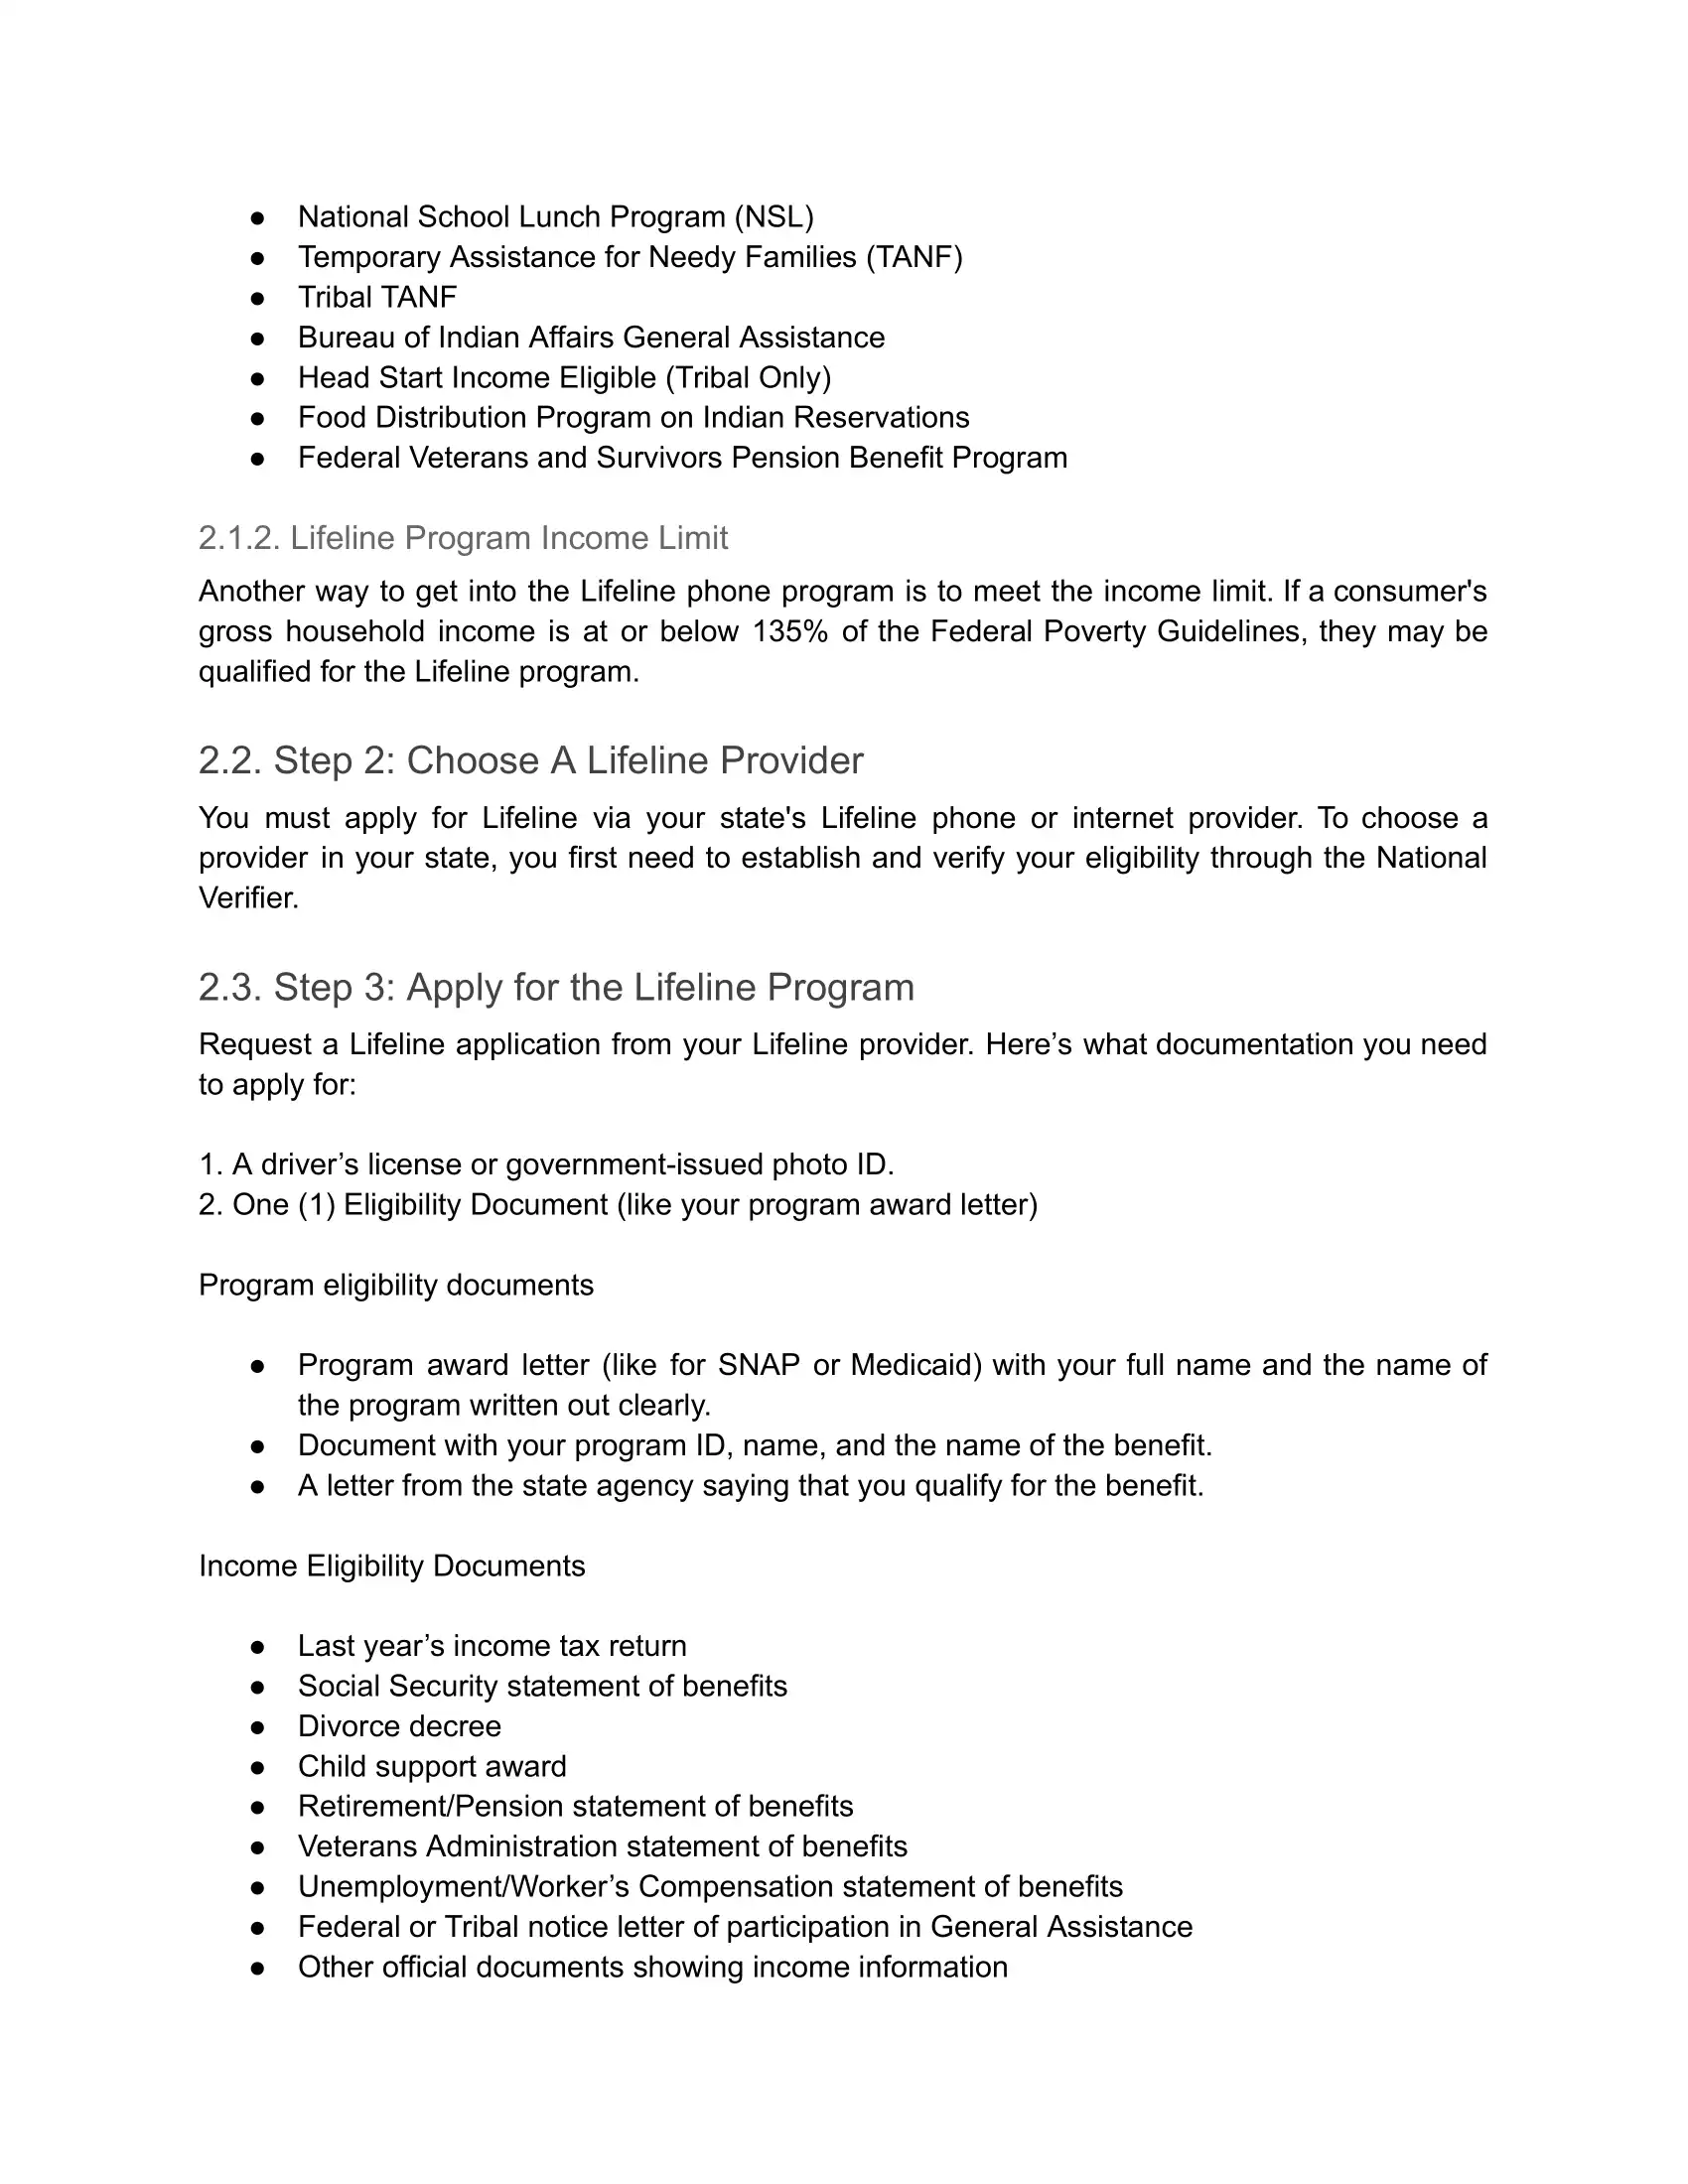 ● National School Lunch Program (NSL)
● Temporary Assistance for Needy Families (TANF)
● Tribal TANF
● Bureau of Indian Affairs General Assistance
● Head Start Income Eligible (Tribal Only)
● Food Distribution Program on Indian Reservations
● Federal Veterans and Survivors Pension Benefit Program
2.1.2. Lifeline Program Income Limit
Another way to get into the Lifeline phone program is to meet the income limit. If a consumer's
gross household income is at or below 135% of the Federal Poverty Guidelines, they may be
qualified for the Lifeline program.
2.2. Step 2: Choose A Lifeline Provider
You must apply for Lifeline via your state's Lifeline phone or internet provider. To choose a
provider in your state, you first need to establish and verify your eligibility through the National
Verifier.
2.3. Step 3: Apply for the Lifeline Program
Request a Lifeline application from your Lifeline provider. Here’s what documentation you need
to apply for:
1. A driver’s license or government-issued photo ID.
2. One (1) Eligibility Document (like your program award letter)
Program eligibility documents
● Program award letter (like for SNAP or Medicaid) with your full name and the name of
the program written out clearly.
● Document with your program ID, name, and the name of the benefit.
● A letter from the state agency saying that you qualify for the benefit.
Income Eligibility Documents
● Last year’s income tax return
● Social Security statement of benefits
● Divorce decree
● Child support award
● Retirement/Pension statement of benefits
● Veterans Administration statement of benefits
● Unemployment/Worker’s Compensation statement of benefits
● Federal or Tribal notice letter of participation in General Assistance
● Other official documents showing income information